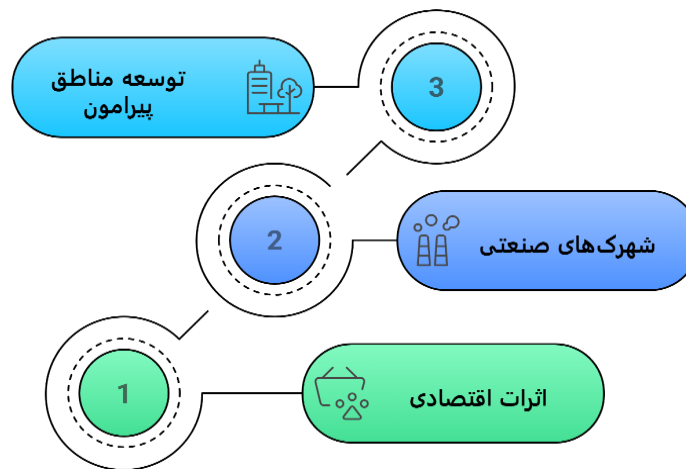 توسعه مناطق
پیرامون
3
2
شهرک‌های صنعتی
1
اثرات اقتصادی